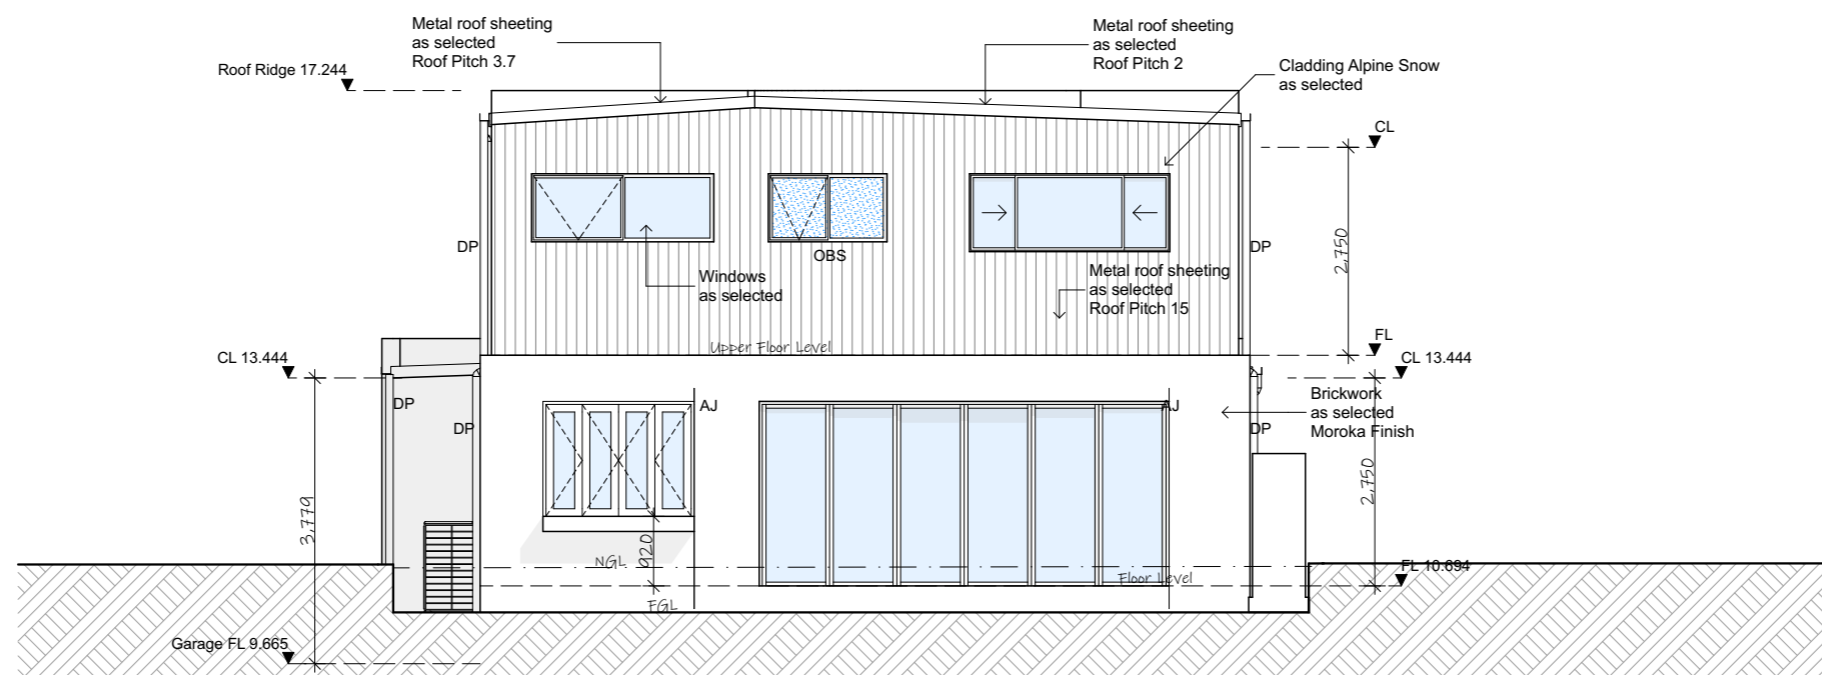 Metal roof sheeting
as selected
Roof Pitch 3.7
Metal roof sheeting
as selected
Roof Pitch 2
Cladding Alpine Snow
as selected
Roof Ridge 17.244
CL
DP
OBS
DP
2,750
Windows
as selected
Metal roof sheeting
as selected
Roof Pitch 15
Upper Floor Level
FL
CL 13.444
CL 13.444
DP
DP
AJ
AJ
DP
Brickwork
as selected
Moroka Finish
2,750
3,779
NGL
920
FGL
Floor Level
FL 10.694
Garage FL 9.665